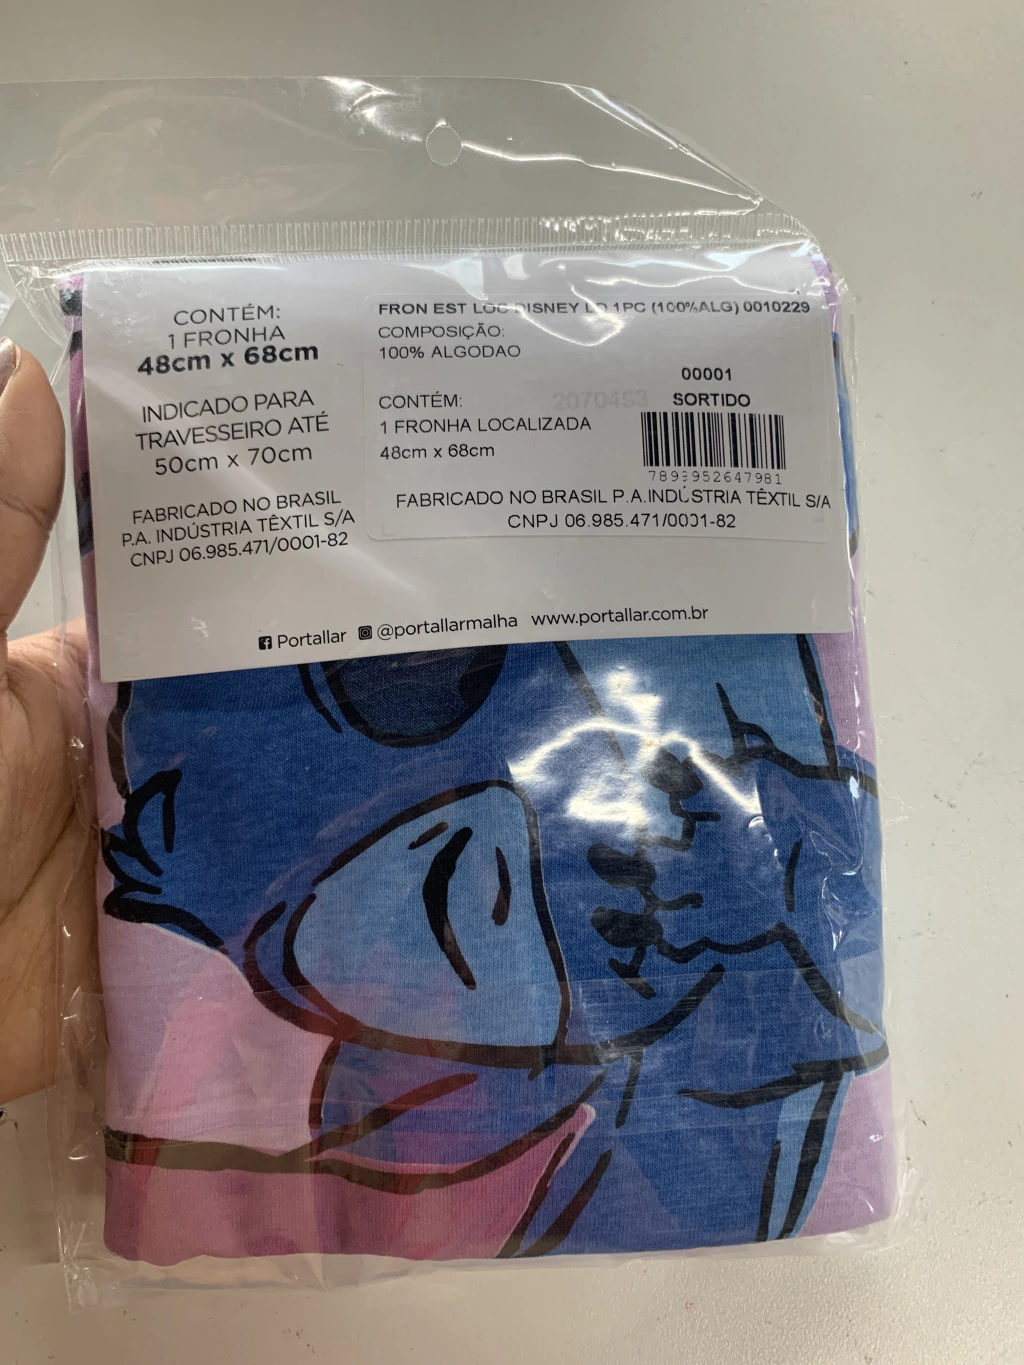 CONTÉM:
1 FRONHA
48cm x 68cm
INDICADO PARA
TRAVESSEIRO ATÉ
50cm x 70cm
FABRICADO NO BRASIL
P.A. INDÚSTRIA TÊXTIL S/A
CNPJ 06.985.471/0001-82
FRON EST LOC DISNEY LD 1PC (100%ALG) 0010229
COMPOSIÇÃO:
100% ALGODAO
00001
CONTÉM:
2070453
SORTIDO
1 FRONHA LOCALIZADA
48cm x 68cm
7899952647981
FABRICADO NO BRASIL P.A.INDÚSTRIA TÊXTIL S/A
CNPJ 06.985.471/0001-82
Portallar @portallarmalha www.portallar.com.br